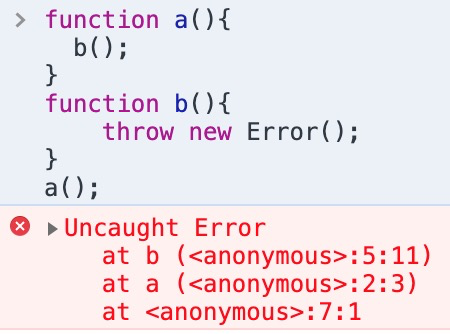 > function a(){
  b();
}
function b(){
    throw new Error();
}
a();
▶Uncaught Error
    at b (<anonymous>:5:11)
    at a (<anonymous>:2:3)
    at <anonymous>:7:1